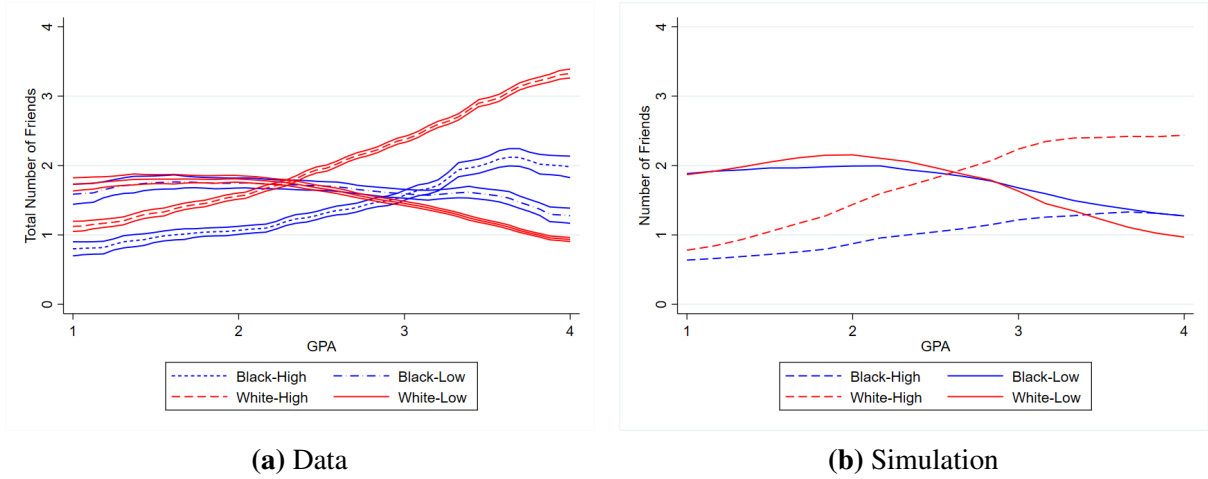 Total Number of Friends
4
3
2
1
0
1 2 3 4
GPA
Black-High Black-Low
White-High White-Low
(a) Data
Number of Friends
4
3
2
1
0
1 2 3 4
GPA
Black-High Black-Low
White-High White-Low
(b) Simulation